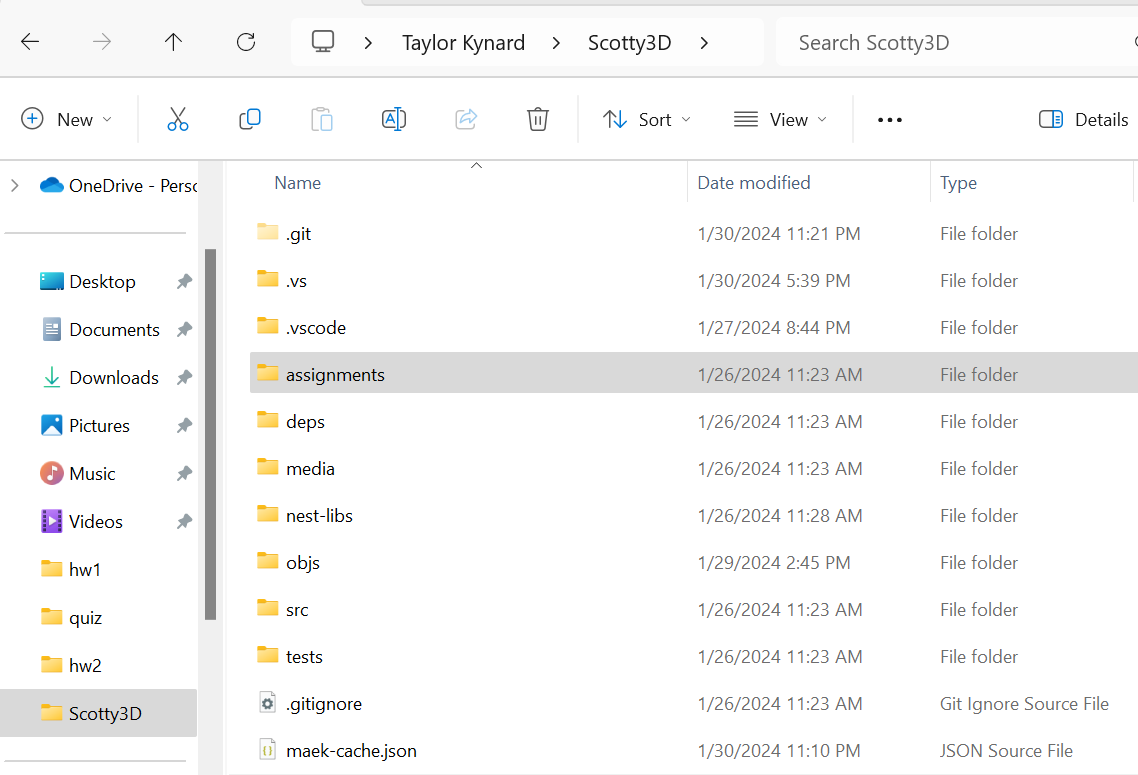 Taylor Kynard > Scotty3D > Search Scotty3D
New Sort View Details
OneDrive - Perso
Desktop
Documents
Downloads
Pictures
Music
Videos
hw1
quiz
hw2
Scotty3D
Name Date modified Type
.git 1/30/2024 11:21 PM File folder
.vs 1/30/2024 5:39 PM File folder
.vscode 1/27/2024 8:44 PM File folder
assignments 1/26/2024 11:23 AM File folder
deps 1/26/2024 11:23 AM File folder
media 1/26/2024 11:23 AM File folder
nest-libs 1/26/2024 11:28 AM File folder
objs 1/29/2024 2:45 PM File folder
src 1/26/2024 11:23 AM File folder
tests 1/26/2024 11:23 AM File folder
.gitignore 1/26/2024 11:23 AM Git Ignore Source File
maek-cache.json 1/30/2024 11:10 PM JSON Source File